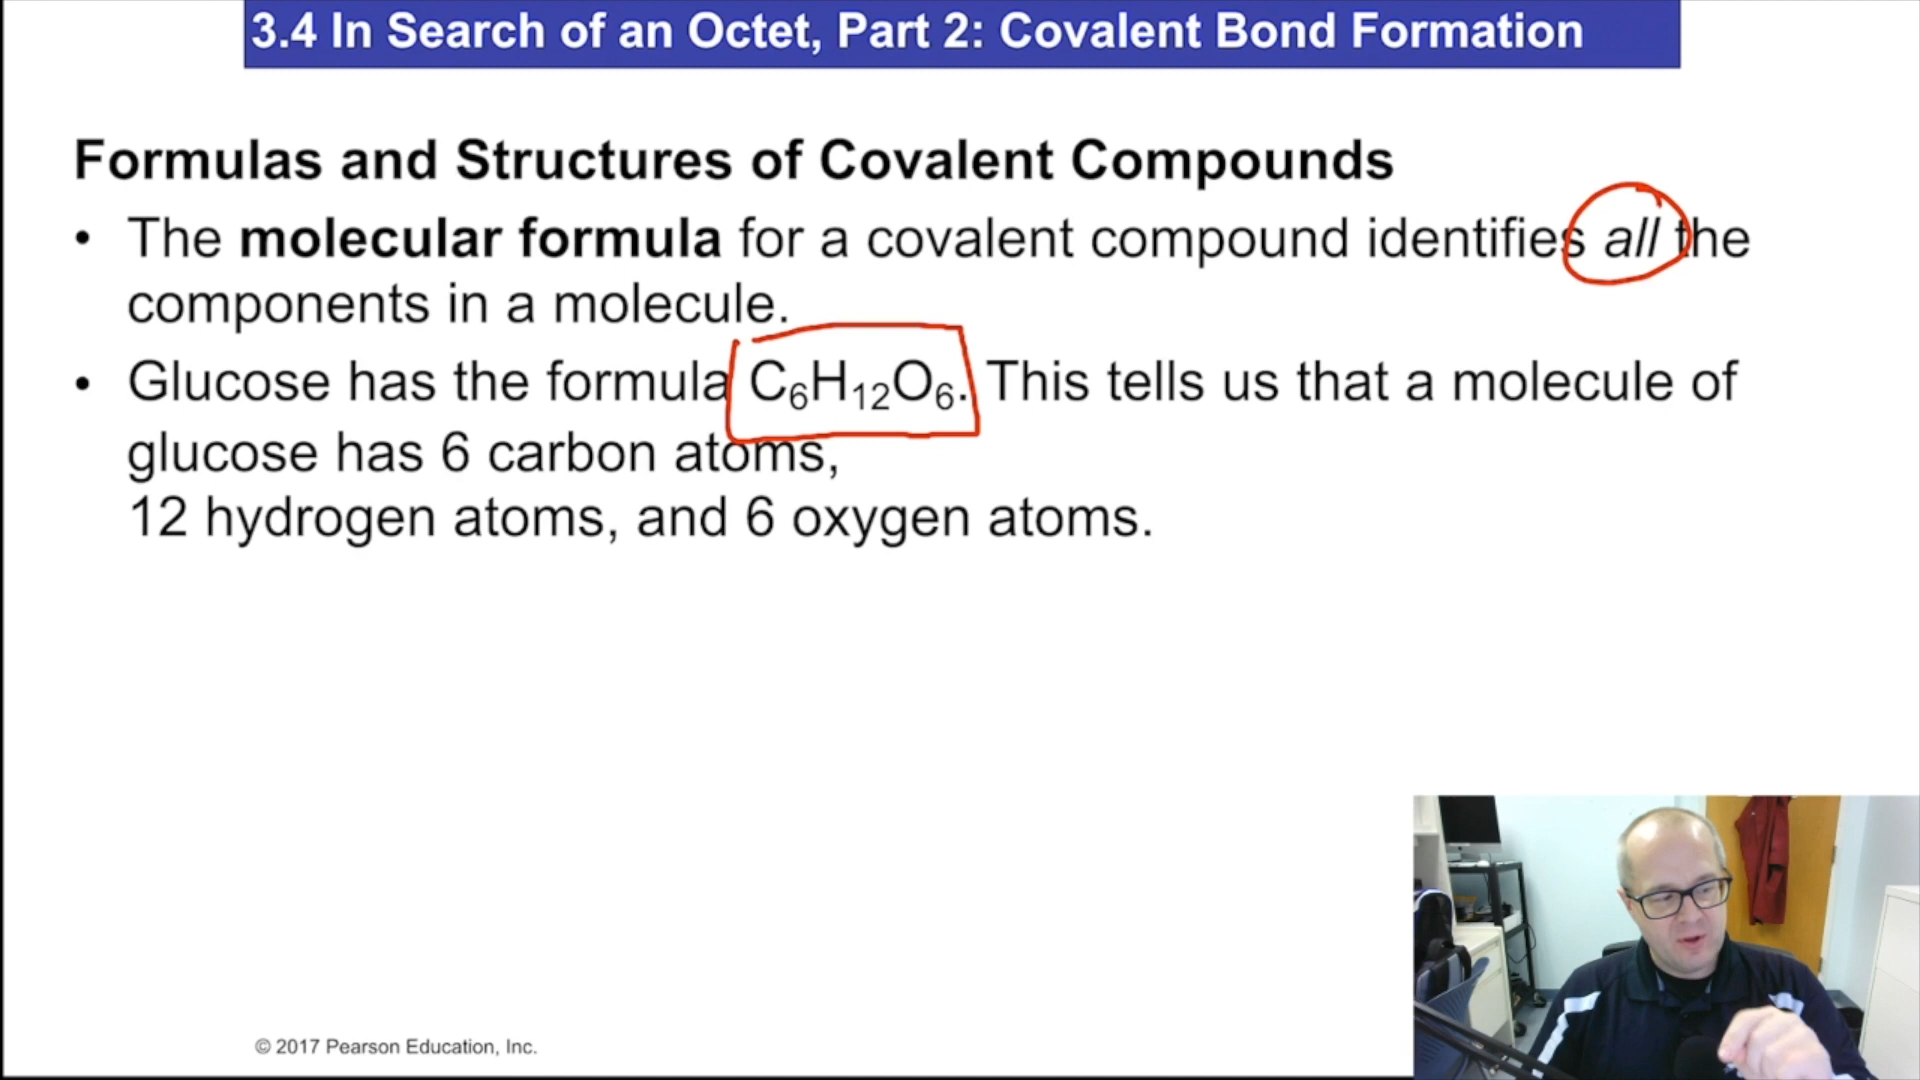 3.4 In Search of an Octet, Part 2: Covalent Bond Formation
Formulas and Structures of Covalent Compounds
• The molecular formula for a covalent compound identifies all the
components in a molecule.
• Glucose has the formula C₆H₁₂O₆. This tells us that a molecule of
glucose has 6 carbon atoms,
12 hydrogen atoms, and 6 oxygen atoms.
© 2017 Pearson Education, Inc.